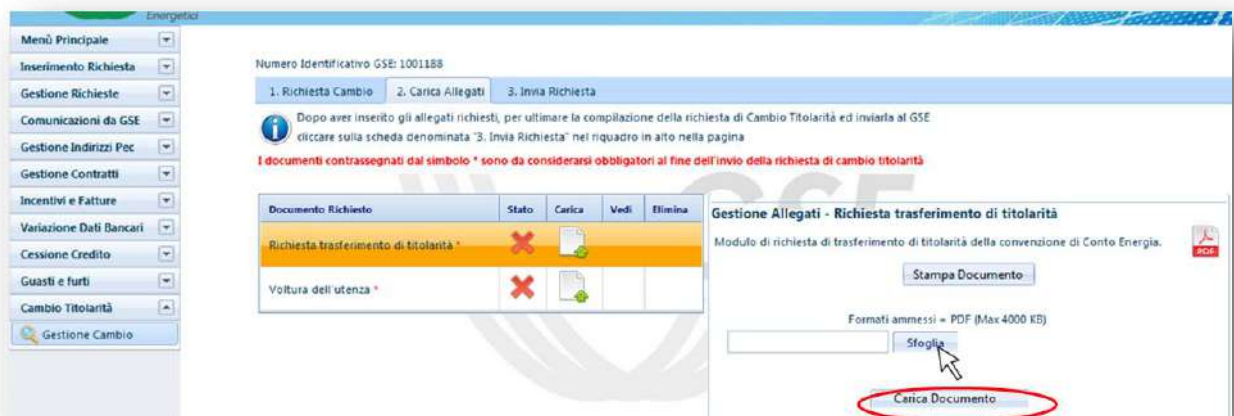 Energetici
Menù Principale
Inserimento Richiesta
Gestione Richieste
Comunicazioni da GSE
Gestione Indirizzi Pec
Gestione Contratti
Incentivi e Fatture
Variazione Dati Bancari
Cessione Credito
Guasti e furti
Cambio Titolarità
Gestione Cambio
Numero Identificativo GSE: 1001188
1. Richiesta Cambio 2. Carica Allegati 3. Invia Richiesta
Dopo aver inserito gli allegati richiesti, per ultimare la compilazione della richiesta di Cambio Titolarità ed inviarla al GSE
cliccare sulla scheda denominata "3. Invia Richiesta" nel riquadro in alto nella pagina
I documenti contrassegnati dal simbolo * sono da considerarsi obbligatori al fine dell'invio della richiesta di cambio titolarità
GSE
Documento Richiesto Stato Carica Vedi Elimina
Richiesta trasferimento di titolarità *
Voltura dell'utenza *
Gestione Allegati - Richiesta trasferimento di titolarità
Modulo di richiesta di trasferimento di titolarità della convenzione di Conto Energia.
PDF
Stampa Documento
Formati ammessi = PDF (Max 4000 KB)
Sfoglia
Carica Documento